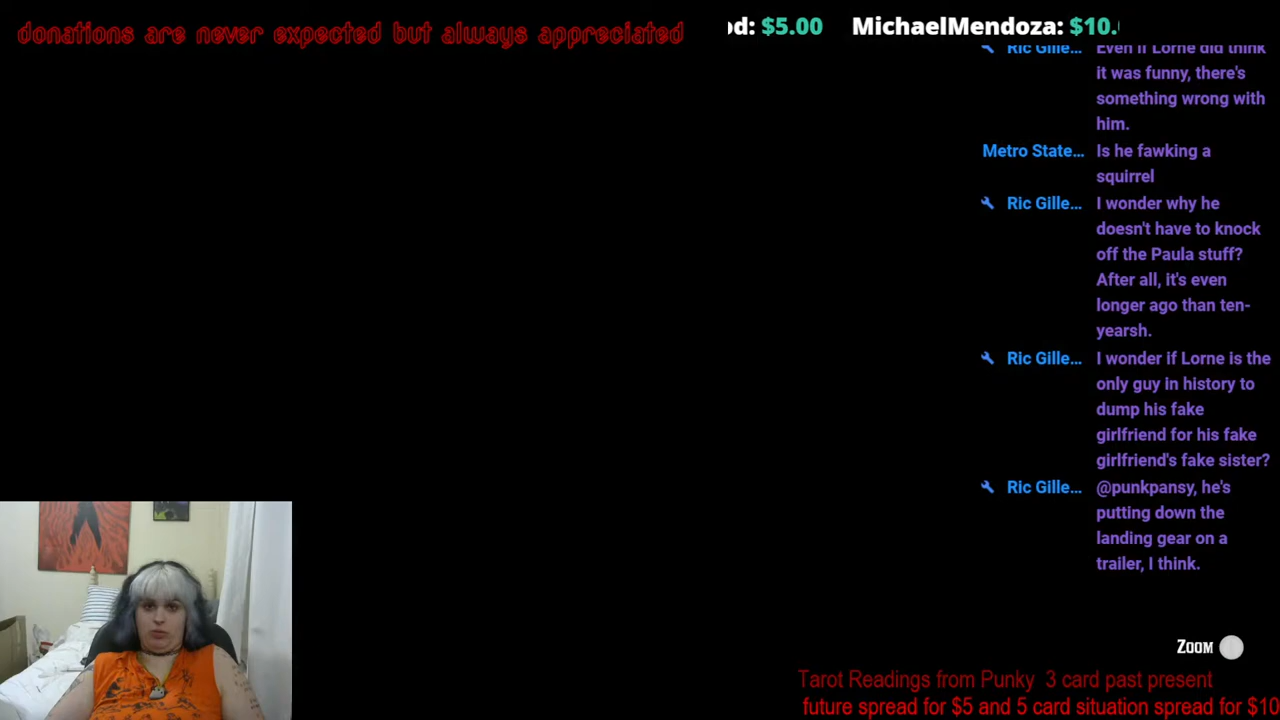 donations are never expected but always appreciated
od: $5.00 MichaelMendoza: $10.
Ric Gille... Even if Lorne did think
it was funny, there's
something wrong with
him.
Metro State... Is he fawking a
squirrel
Ric Gille... I wonder why he
doesn't have to knock
off the Paula stuff?
After all, it's even
longer ago than ten-
yearsh.
Ric Gille... I wonder if Lorne is the
only guy in history to
dump his fake
girlfriend for his fake
girlfriend's fake sister?
Ric Gille... @punkpansy, he's
putting down the
landing gear on a
trailer, I think.
Zoom
Tarot Readings from Punky 3 card past present
future spread for $5 and 5 card situation spread for $10